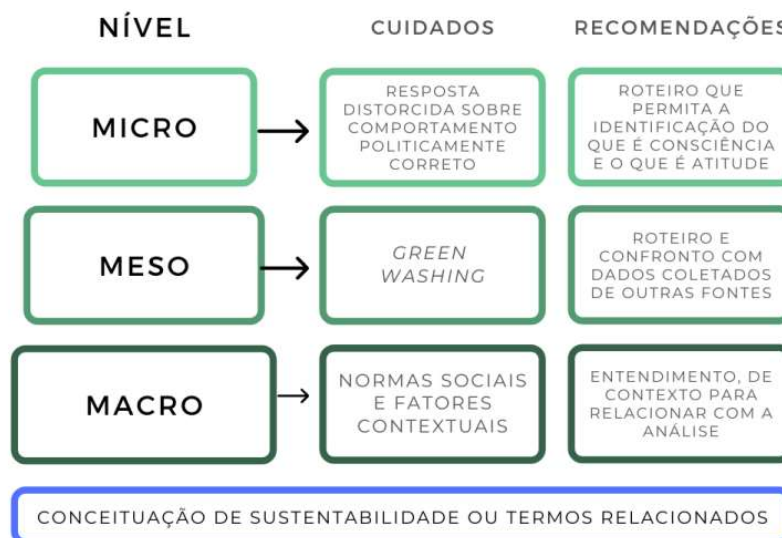 NÍVEL
CUIDADOS
RECOMENDAÇÕES
MICRO
RESPOSTA
DISTORCIDA SOBRE
COMPORTAMENTO
POLITICAMENTE
CORRETO
ROTEIRO QUE
PERMITA A
IDENTIFICAÇÃO DO
QUE É CONSCIÊNCIA
E O QUE É ATITUDE
MESO
GREEN
WASHING
ROTEIRO E
CONFRONTO COM
DADOS COLETADOS
DE OUTRAS FONTES
MACRO
NORMAS SOCIAIS
E FATORES
CONTEXTUAIS
ENTENDIMENTO, DE
CONTEXTO PARA
RELACIONAR COM A
ANÁLISE
CONCEITUAÇÃO DE SUSTENTABILIDADE OU TERMOS RELACIONADOS